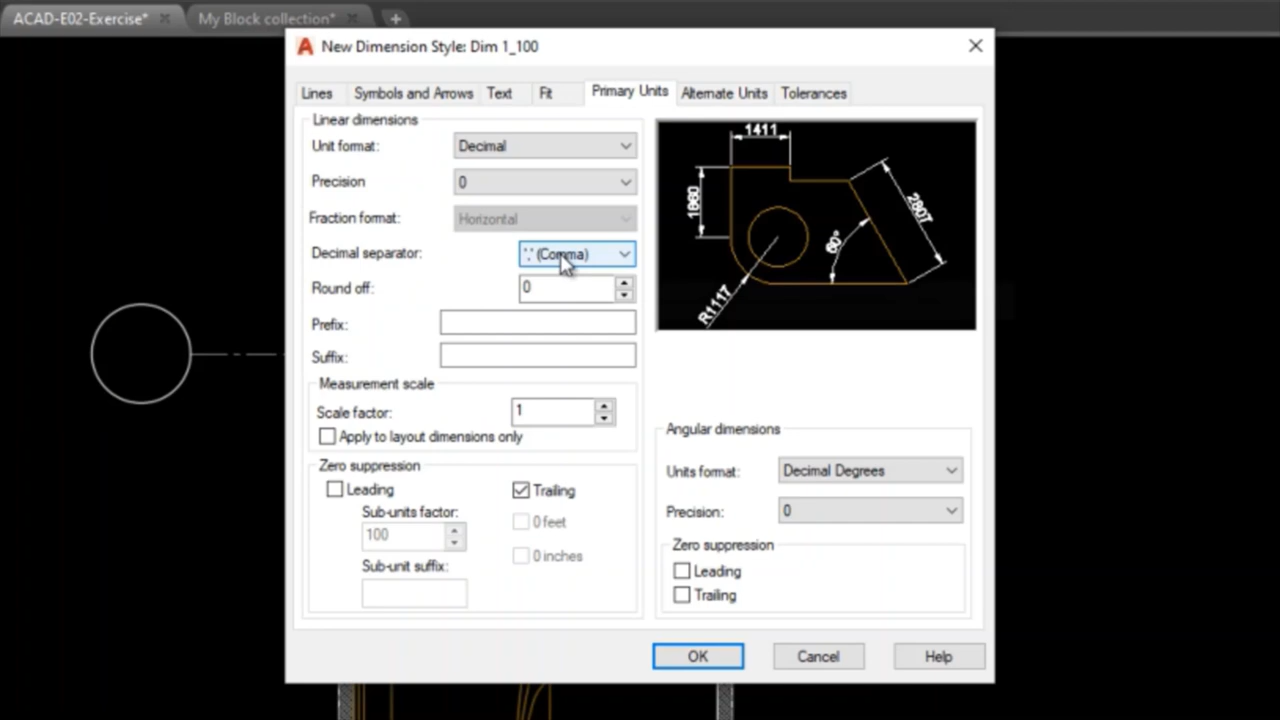 ACAD-E02-Exercise*
My Block collection*
New Dimension Style: Dim 1_100
Lines
Symbols and Arrows
Text
Fit
Primary Units
Alternate Units
Tolerances
Linear dimensions
Unit format:
Decimal
Precision
0
Fraction format:
Horizontal
Decimal separator:
',' (Comma)
Round off:
0
Prefix:
Suffix:
Measurement scale
Scale factor:
1
Apply to layout dimensions only
Zero suppression
Leading
Trailing
Sub-units factor:
100
0 feet
0 inches
Sub-unit suffix:
1411
1860
2807
60°
R1117
Angular dimensions
Units format:
Decimal Degrees
Precision:
0
Zero suppression
Leading
Trailing
OK
Cancel
Help